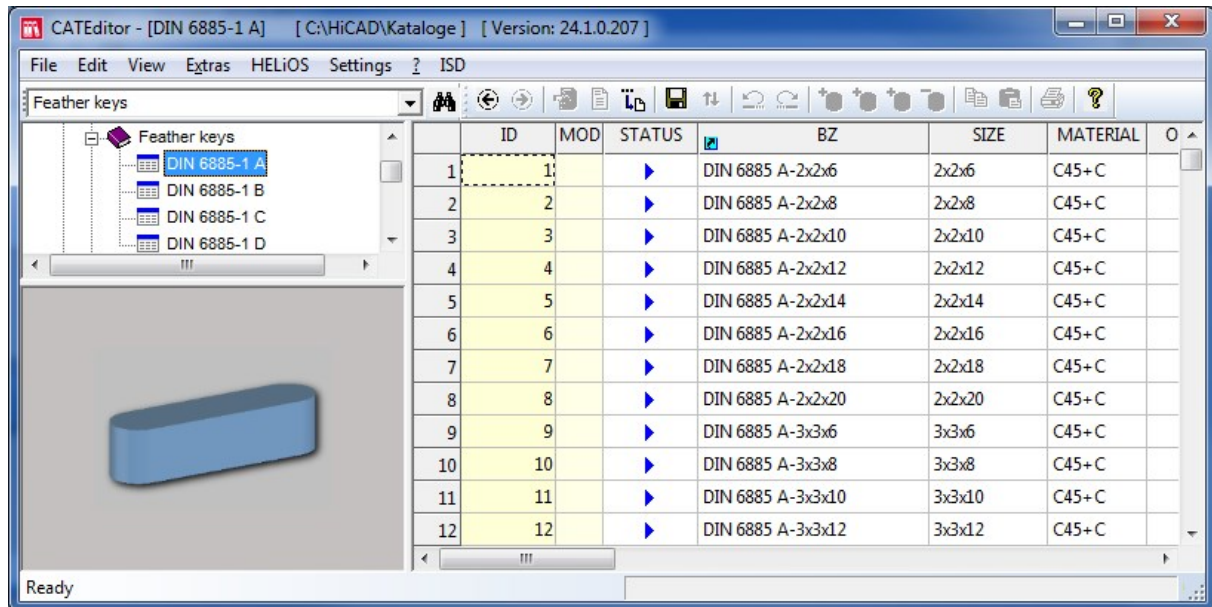 CATEditor - [DIN 6885-1 A] [ C:\HiCAD\Kataloge ] [ Version: 24.1.0.207 ]
File Edit View Extras HELiOS Settings ? ISD
Feather keys
Feather keys
DIN 6885-1 A
DIN 6885-1 B
DIN 6885-1 C
DIN 6885-1 D
ID MOD STATUS BZ SIZE MATERIAL O
1 1 DIN 6885 A-2x2x6 2x2x6 C45+C
2 2 DIN 6885 A-2x2x8 2x2x8 C45+C
3 3 DIN 6885 A-2x2x10 2x2x10 C45+C
4 4 DIN 6885 A-2x2x12 2x2x12 C45+C
5 5 DIN 6885 A-2x2x14 2x2x14 C45+C
6 6 DIN 6885 A-2x2x16 2x2x16 C45+C
7 7 DIN 6885 A-2x2x18 2x2x18 C45+C
8 8 DIN 6885 A-2x2x20 2x2x20 C45+C
9 9 DIN 6885 A-3x3x6 3x3x6 C45+C
10 10 DIN 6885 A-3x3x8 3x3x8 C45+C
11 11 DIN 6885 A-3x3x10 3x3x10 C45+C
12 12 DIN 6885 A-3x3x12 3x3x12 C45+C
Ready